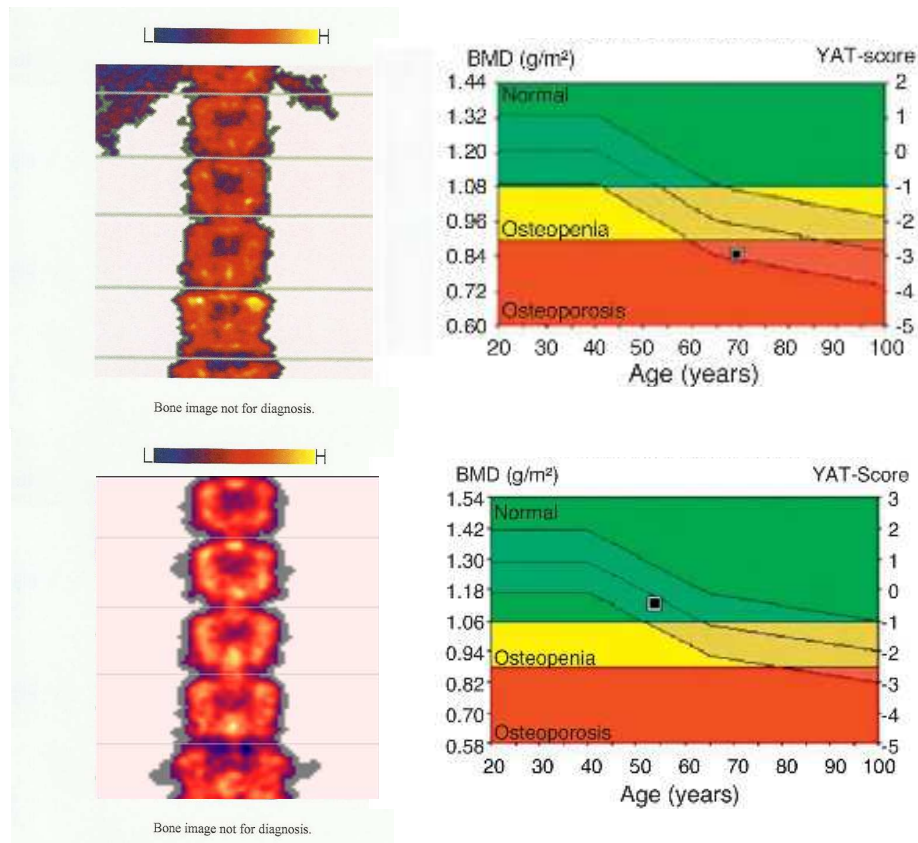 L H
Bone image not for diagnosis.
BMD (g/m²) YAT-score
1.44 2
Normal
1.32 1
1.20 0
1.08 -1
0.96 -2
Osteopenia
0.84 -3
0.72 -4
Osteoporosis
0.60 -5
20 30 40 50 60 70 80 90 100
Age (years)
L H
Bone image not for diagnosis.
BMD (g/m²) YAT-Score
1.54 3
Normal
1.42 2
1.30 1
1.18 0
1.06 -1
0.94 -2
Osteopenia
0.82 -3
0.70 -4
Osteoporosis
0.58 -5
20 30 40 50 60 70 80 90 100
Age (years)